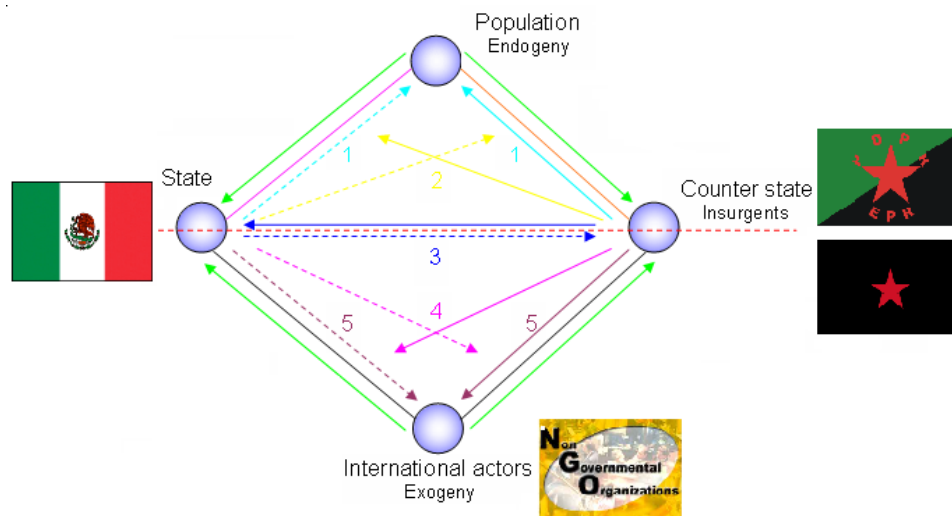 Population
Endogeny
1
1
State
2
Counter state
Insurgents
3
4
5
5
International actors
Exogeny
Non
Governmental
Organizations